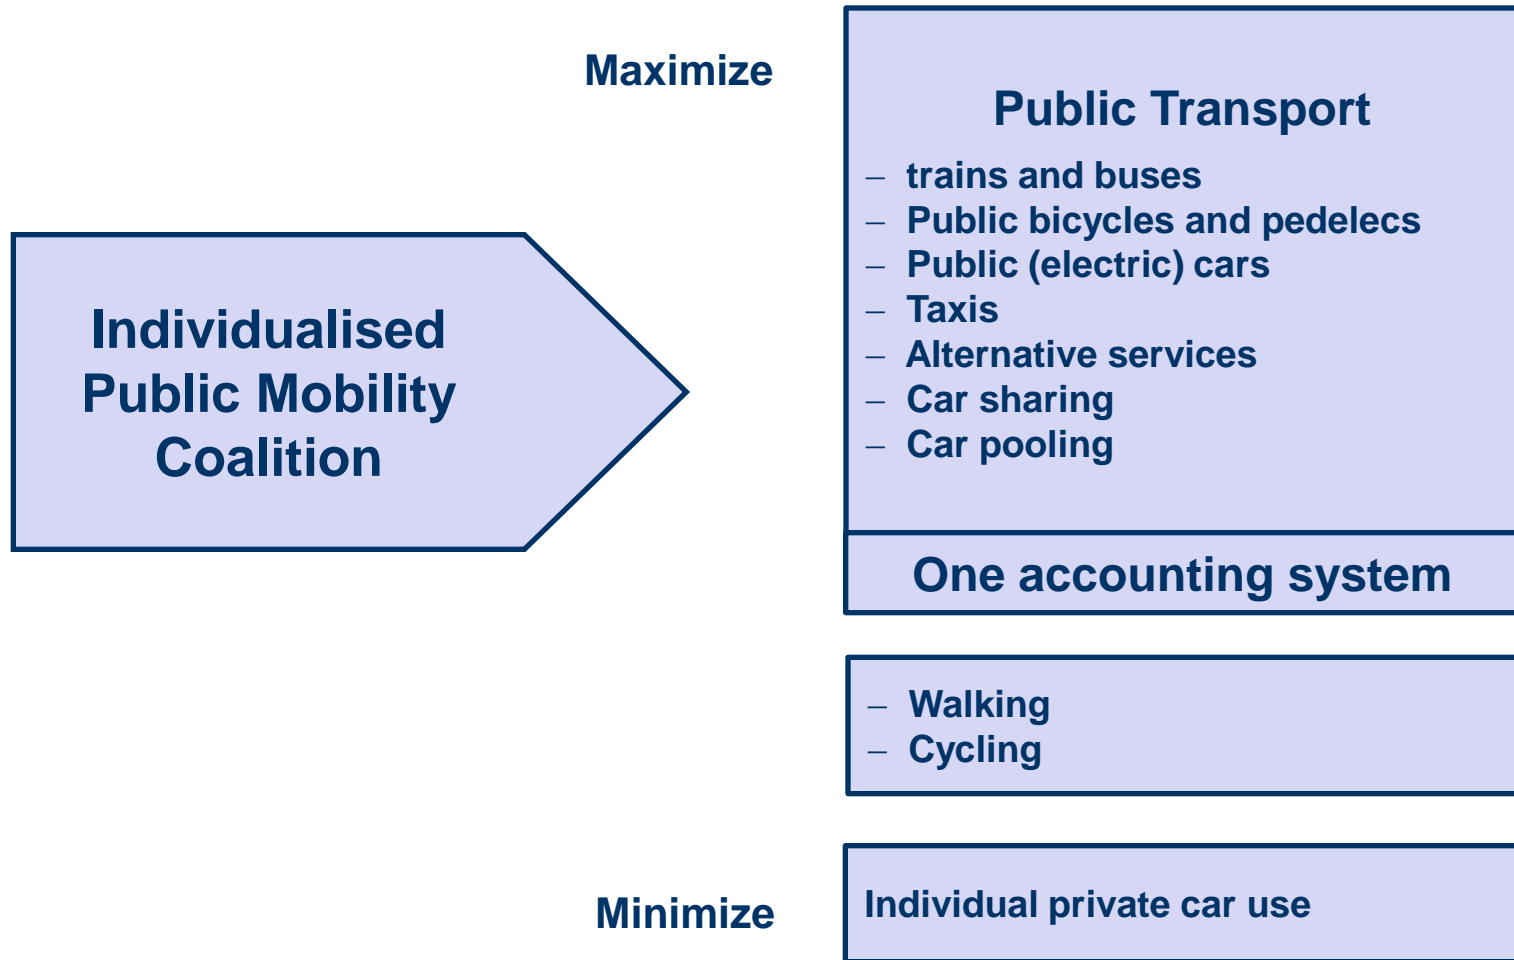 Maximize
Public Transport
– trains and buses
– Public bicycles and pedelecs
– Public (electric) cars
– Taxis
– Alternative services
– Car sharing
– Car pooling
One accounting system
Individualised
Public Mobility
Coalition
– Walking
– Cycling
Minimize
Individual private car use